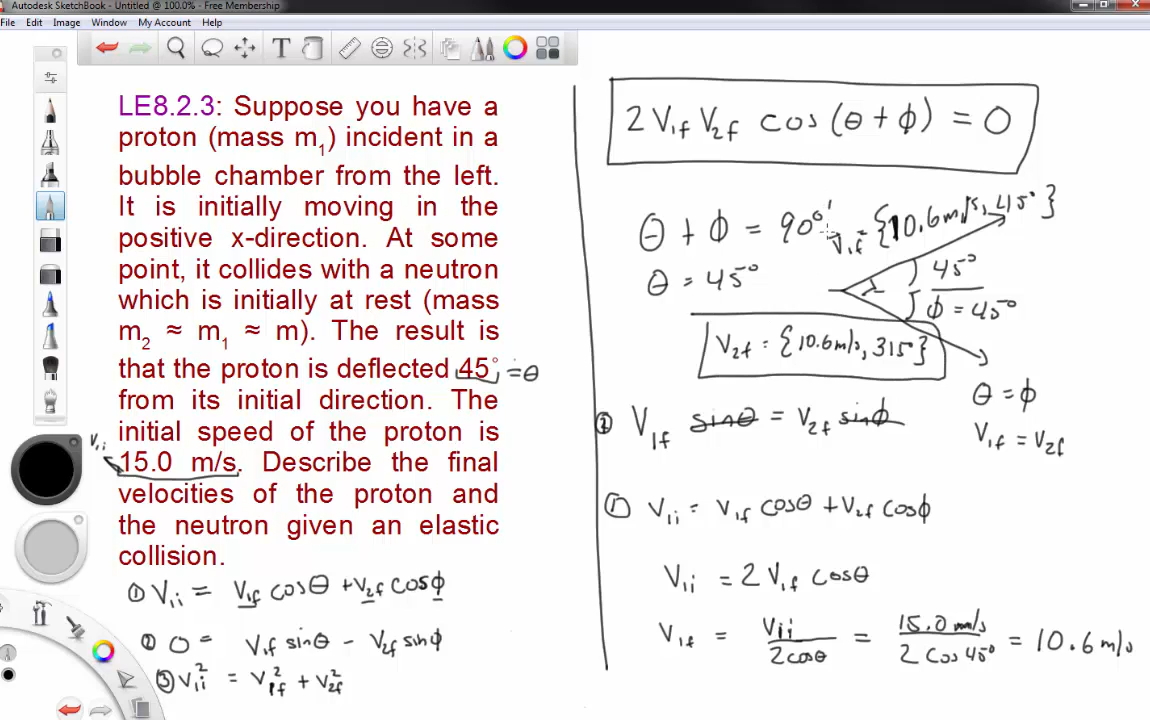 Autodesk SketchBook - Untitled @ 100.0% - Free Membership
File Edit Image Window My Account Help
LE8.2.3: Suppose you have a
proton (mass m₁) incident in a
bubble chamber from the left.
It is initially moving in the
positive x-direction. At some
point, it collides with a neutron
which is initially at rest (mass
m₂ ≈ m₁ ≈ m). The result is
that the proton is deflected 45° = θ
from its initial direction. The
initial speed of the proton is
V₁ᵢ
15.0 m/s. Describe the final
velocities of the proton and
the neutron given an elastic
collision.
① V₁ᵢ = V₁f cosθ + V₂f cosϕ
② 0 = V₁f sinθ - V₂f sinϕ
③ V₁ᵢ² = V₁f² + V₂f²
2 V₁f V₂f cos (θ + ϕ) = 0
θ + ϕ = 90°
V₁f = {10.6 m/s, 45°}
θ = 45°
45°
ϕ = 45°
V₂f = {10.6 m/s, 315°}
θ = ϕ
V₁f = V₂f
② V₁f sinθ = V₂f sinϕ
① V₁ᵢ = V₁f cosθ + V₂f cosϕ
V₁ᵢ = 2 V₁f cosθ
V₁f = V₁ᵢ / 2cosθ = 15.0 m/s / 2 cos 45° = 10.6 m/s